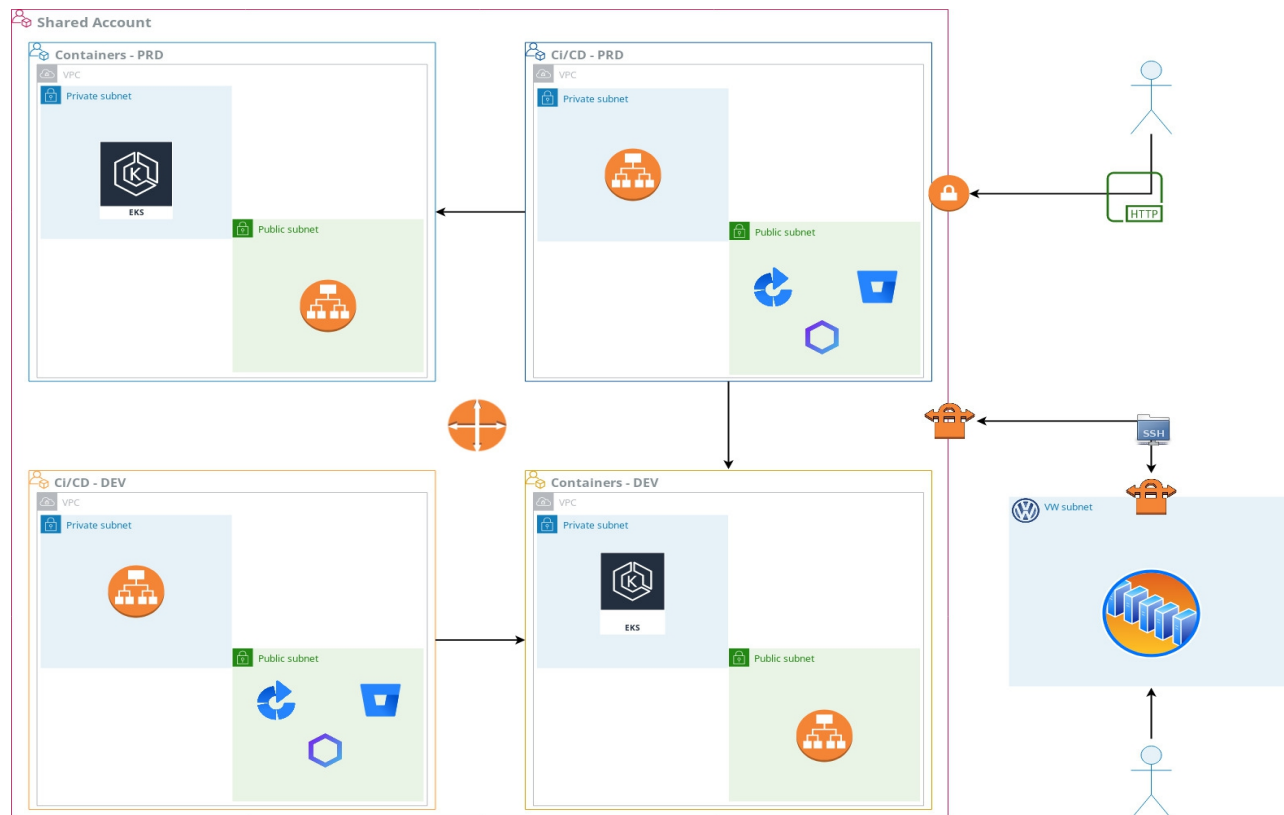 Shared Account
Containers - PRD
VPC
Private subnet
EKS
Public subnet
Ci/CD - PRD
VPC
Private subnet
Public subnet
HTTP
SSH
Ci/CD - DEV
VPC
Private subnet
Public subnet
Containers - DEV
VPC
Private subnet
EKS
Public subnet
VW subnet